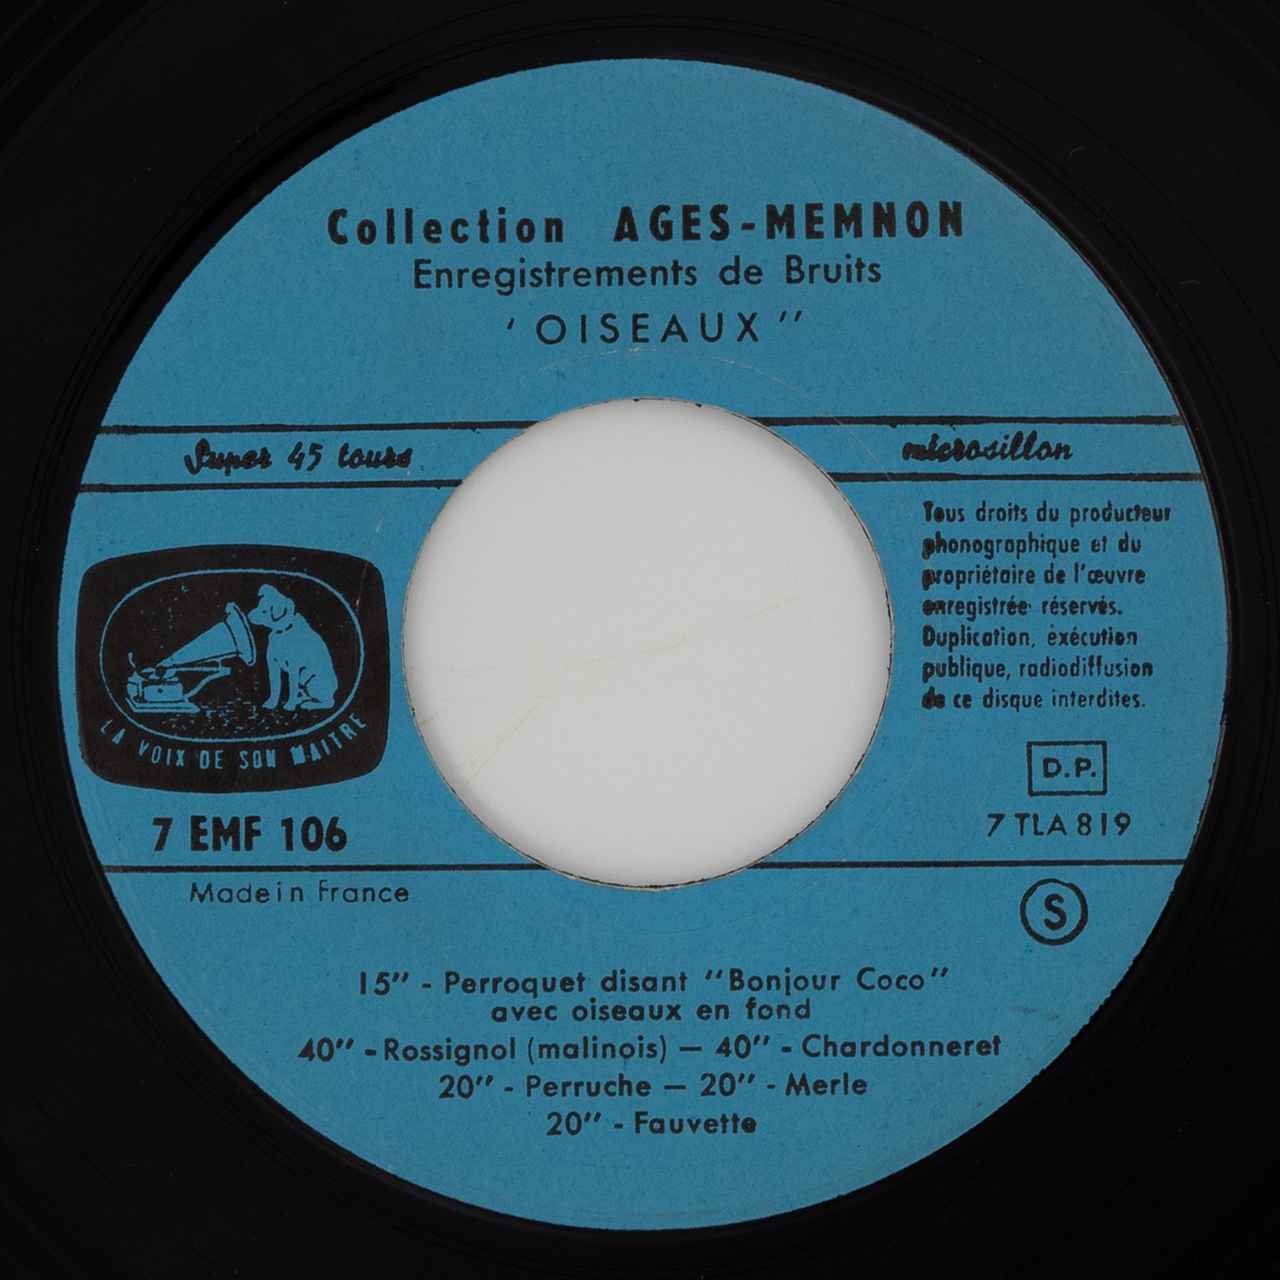 Collection AGES-MEMNON
Enregistrements de Bruits
'OISEAUX"
Super 45 tours
microsillon
Tous droits du producteur
phonographique et du
propriétaire de l'œuvre
enregistrée réservés.
Duplication, éxécution
publique, radiodiffusion
de ce disque interdites.
LA VOIX DE SON MAITRE
D.P.
7 EMF 106
7 TLA 819
Made in France
S
15" - Perroquet disant "Bonjour Coco"
avec oiseaux en fond
40" - Rossignol (malinois) — 40" - Chardonneret
20" - Perruche — 20" - Merle
20" - Fauvette